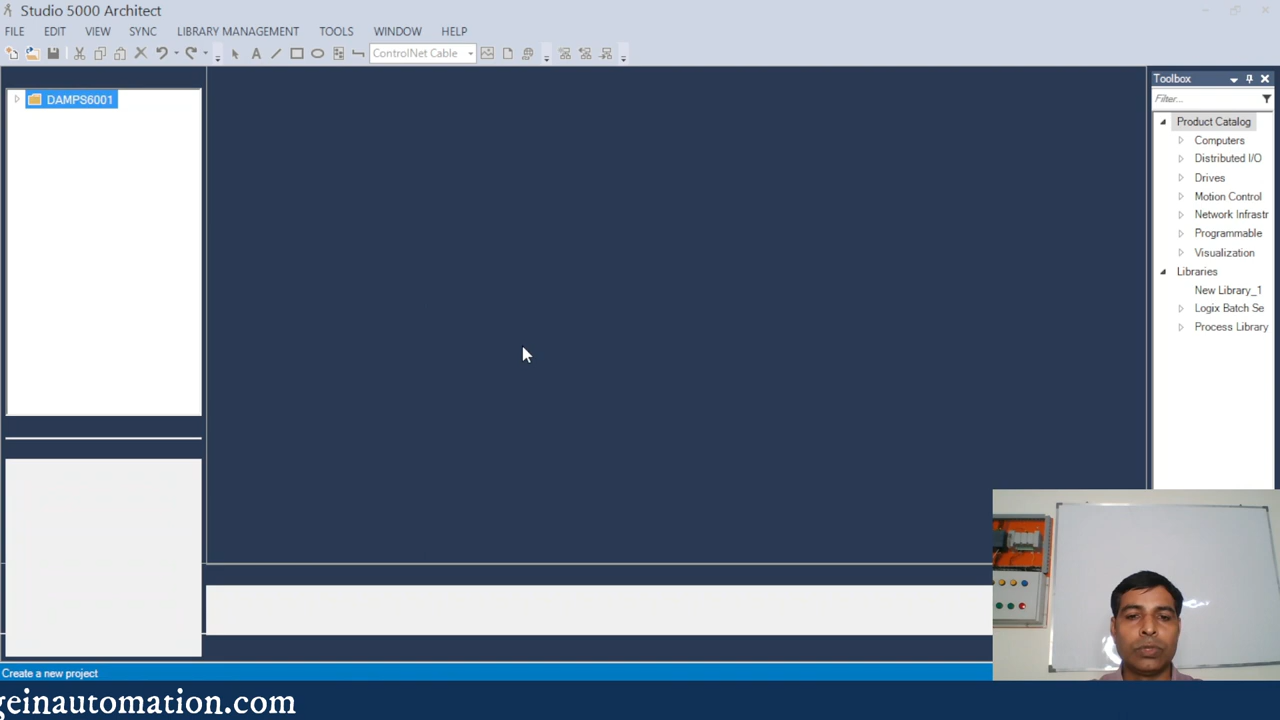 Studio 5000 Architect
FILE EDIT VIEW SYNC LIBRARY MANAGEMENT TOOLS WINDOW HELP
ControlNet Cable
DAMPS6001
Toolbox
Filter...
Product Catalog
Computers
Distributed I/O
Drives
Motion Control
Network Infrastr
Programmable
Visualization
Libraries
New Library_1
Logix Batch Se
Process Library
Create a new project
geinautomation.com